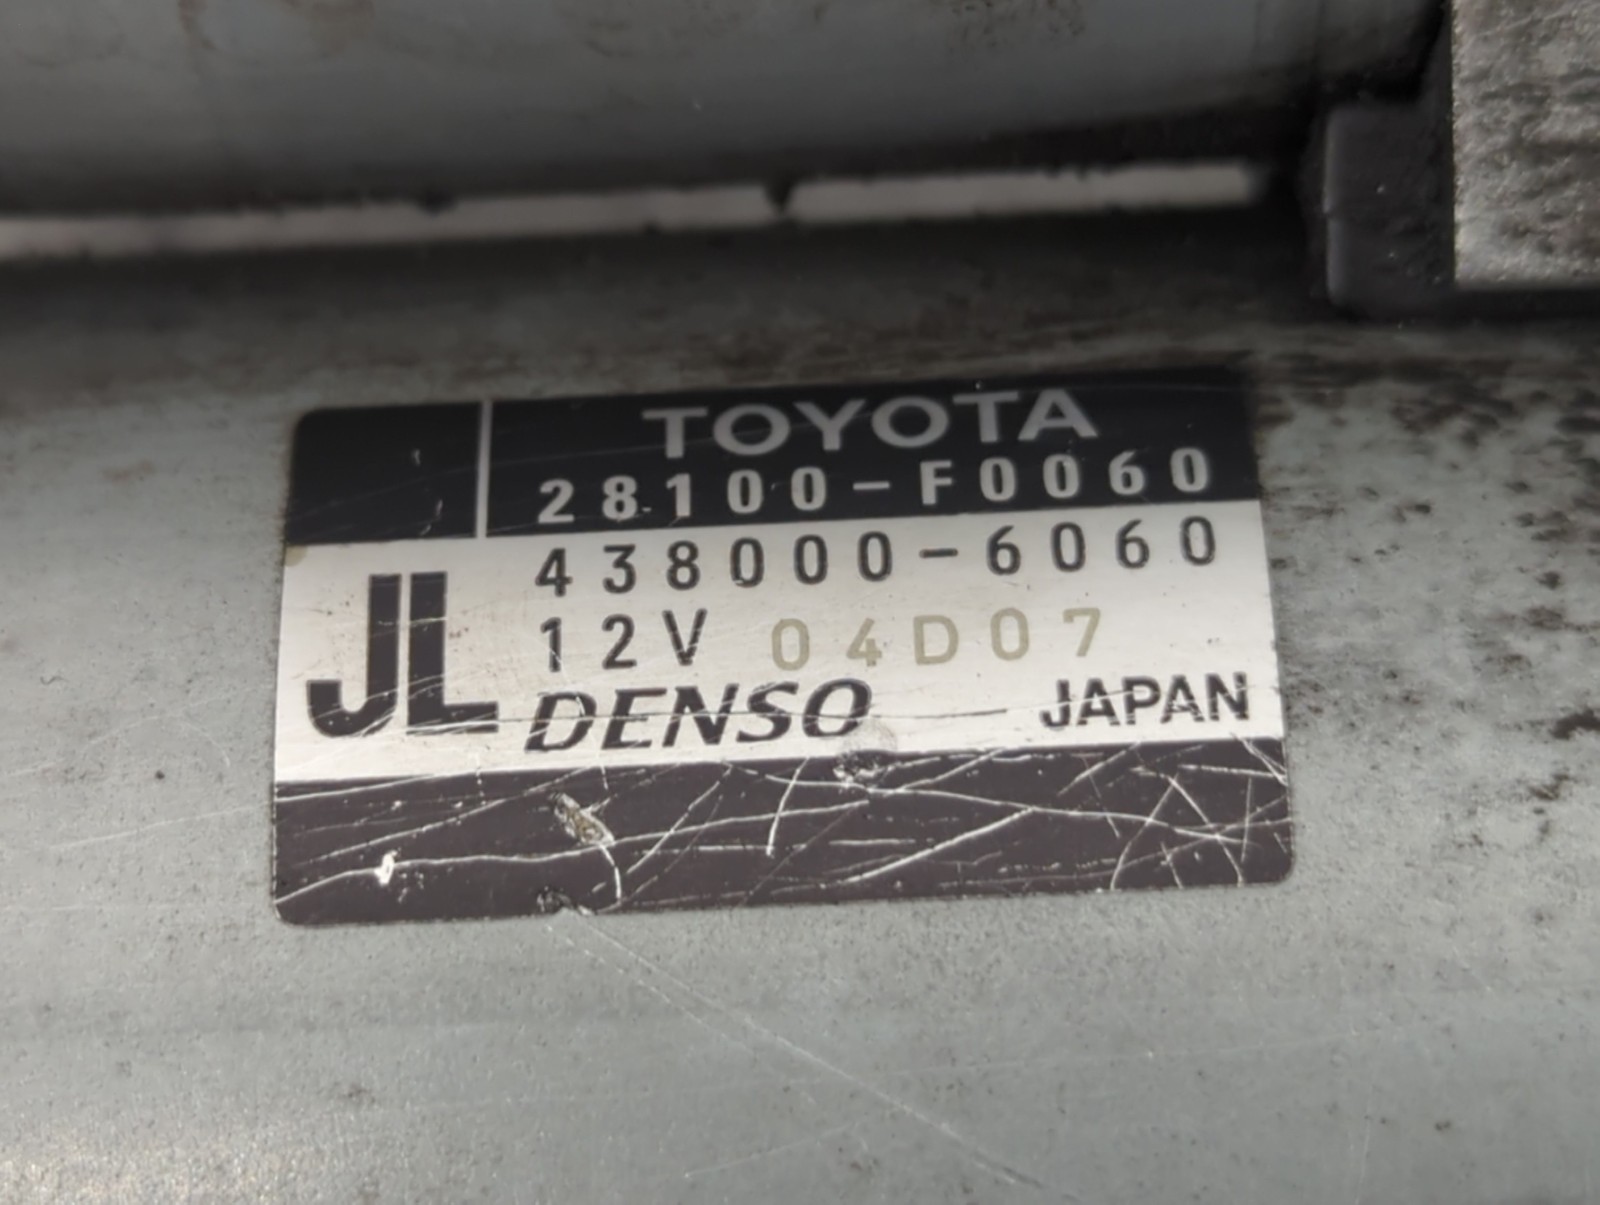 TOYOTA
28100-F0060
438000-6060
12V 04D07
JL
DENSO JAPAN